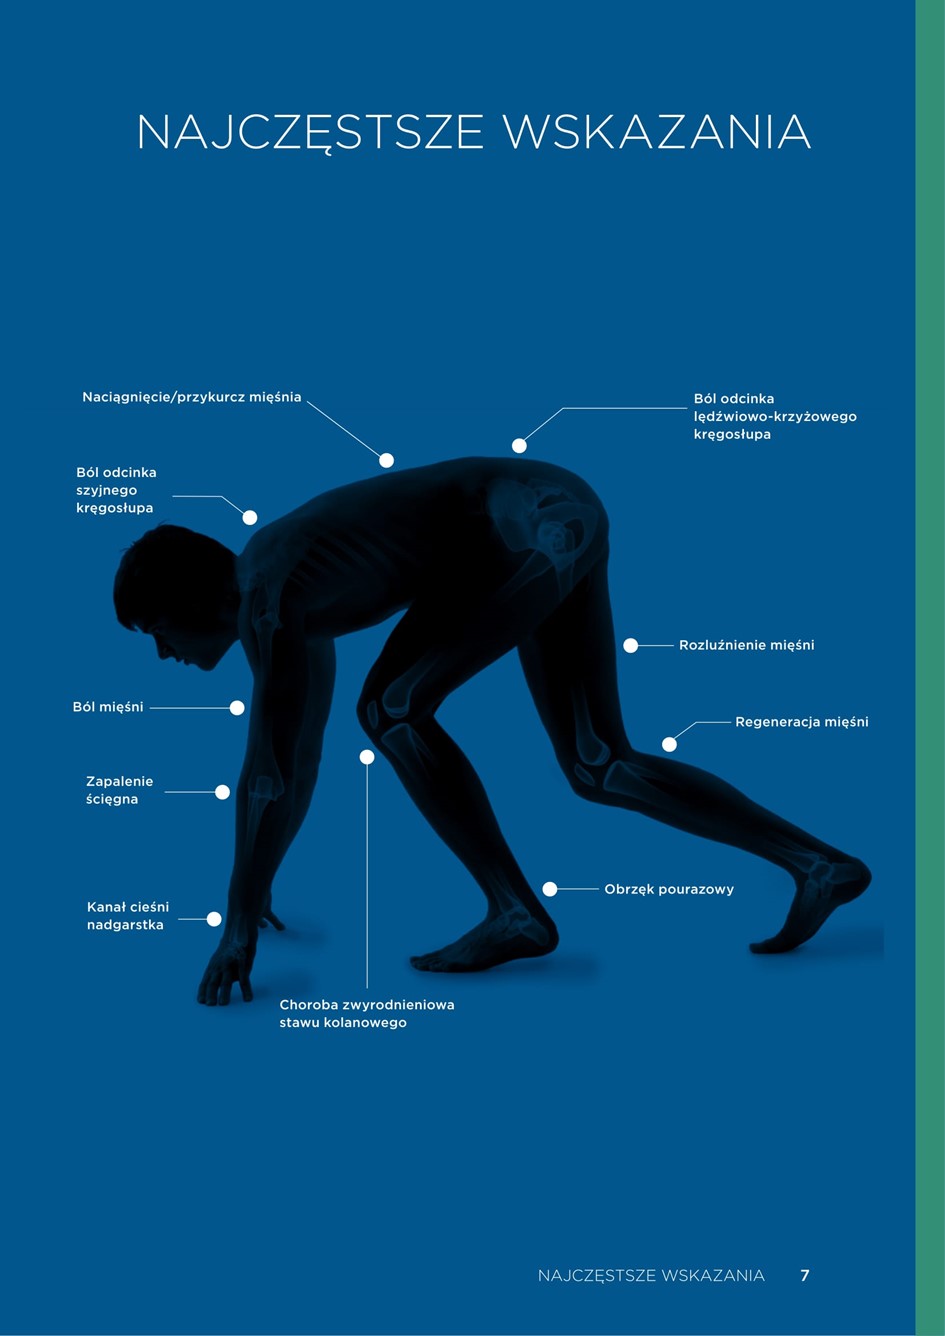 NAJCZĘSTSZE WSKAZANIA
Naciągnięcie/przykurcz mięśnia
Ból odcinka
lędźwiowo-krzyżowego
kręgosłupa
Ból odcinka
szyjnego
kręgosłupa
Rozluźnienie mięśni
Ból mięśni
Regeneracja mięśni
Zapalenie
ścięgna
Obrzęk pourazowy
Kanał cieśni
nadgarstka
Choroba zwyrodnieniowa
stawu kolanowego
NAJCZĘSTSZE WSKAZANIA 7